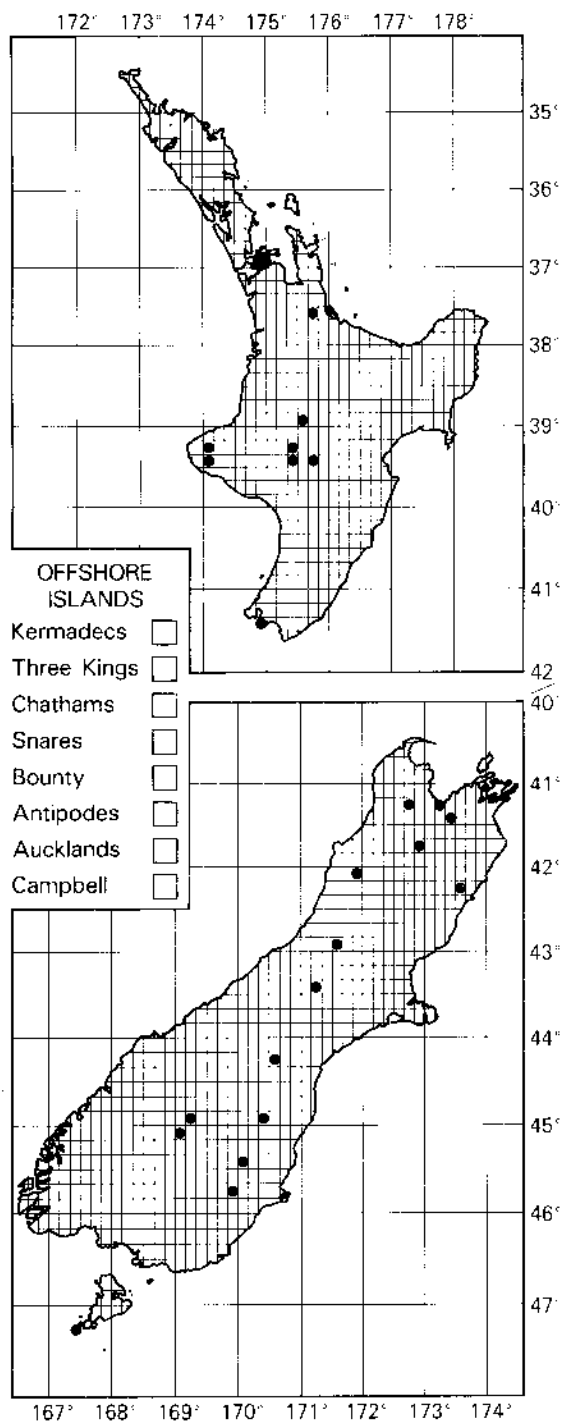 172° 173° 174° 175° 176° 177° 178°
35°
36°
37°
38°
39°
40°
41°
42
OFFSHORE
ISLANDS
Kermadecs
Three Kings
Chathams
Snares
Bounty
Antipodes
Aucklands
Campbell
40°
41°
42°
43°
44°
45°
46°
47°
167° 168° 169° 170° 171° 172° 173° 174°